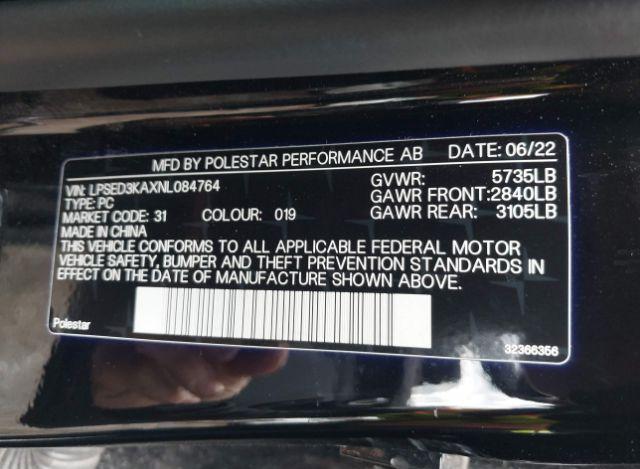 MFD BY POLESTAR PERFORMANCE AB DATE: 06/22
VIN: LPSED3KAXNL084764 GVWR: 5735LB
TYPE: PC GAWR FRONT:2840LB
MARKET CODE: 31 COLOUR: 019 GAWR REAR: 3105LB
MADE IN CHINA
THIS VEHICLE CONFORMS TO ALL APPLICABLE FEDERAL MOTOR
VEHICLE SAFETY, BUMPER AND THEFT PREVENTION STANDARDS IN
EFFECT ON THE DATE OF MANUFACTURE SHOWN ABOVE.
Polestar 32366356